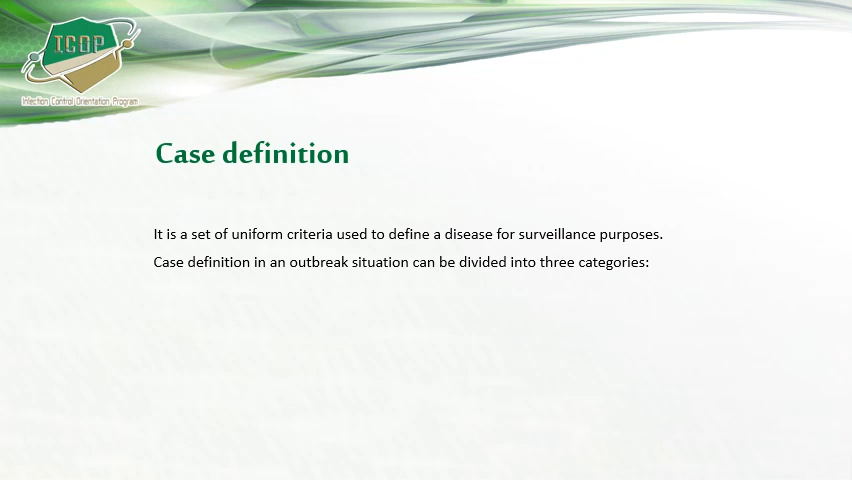 I.C.O.P
Infection Control Orientation Program
Case definition
It is a set of uniform criteria used to define a disease for surveillance purposes.
Case definition in an outbreak situation can be divided into three categories: